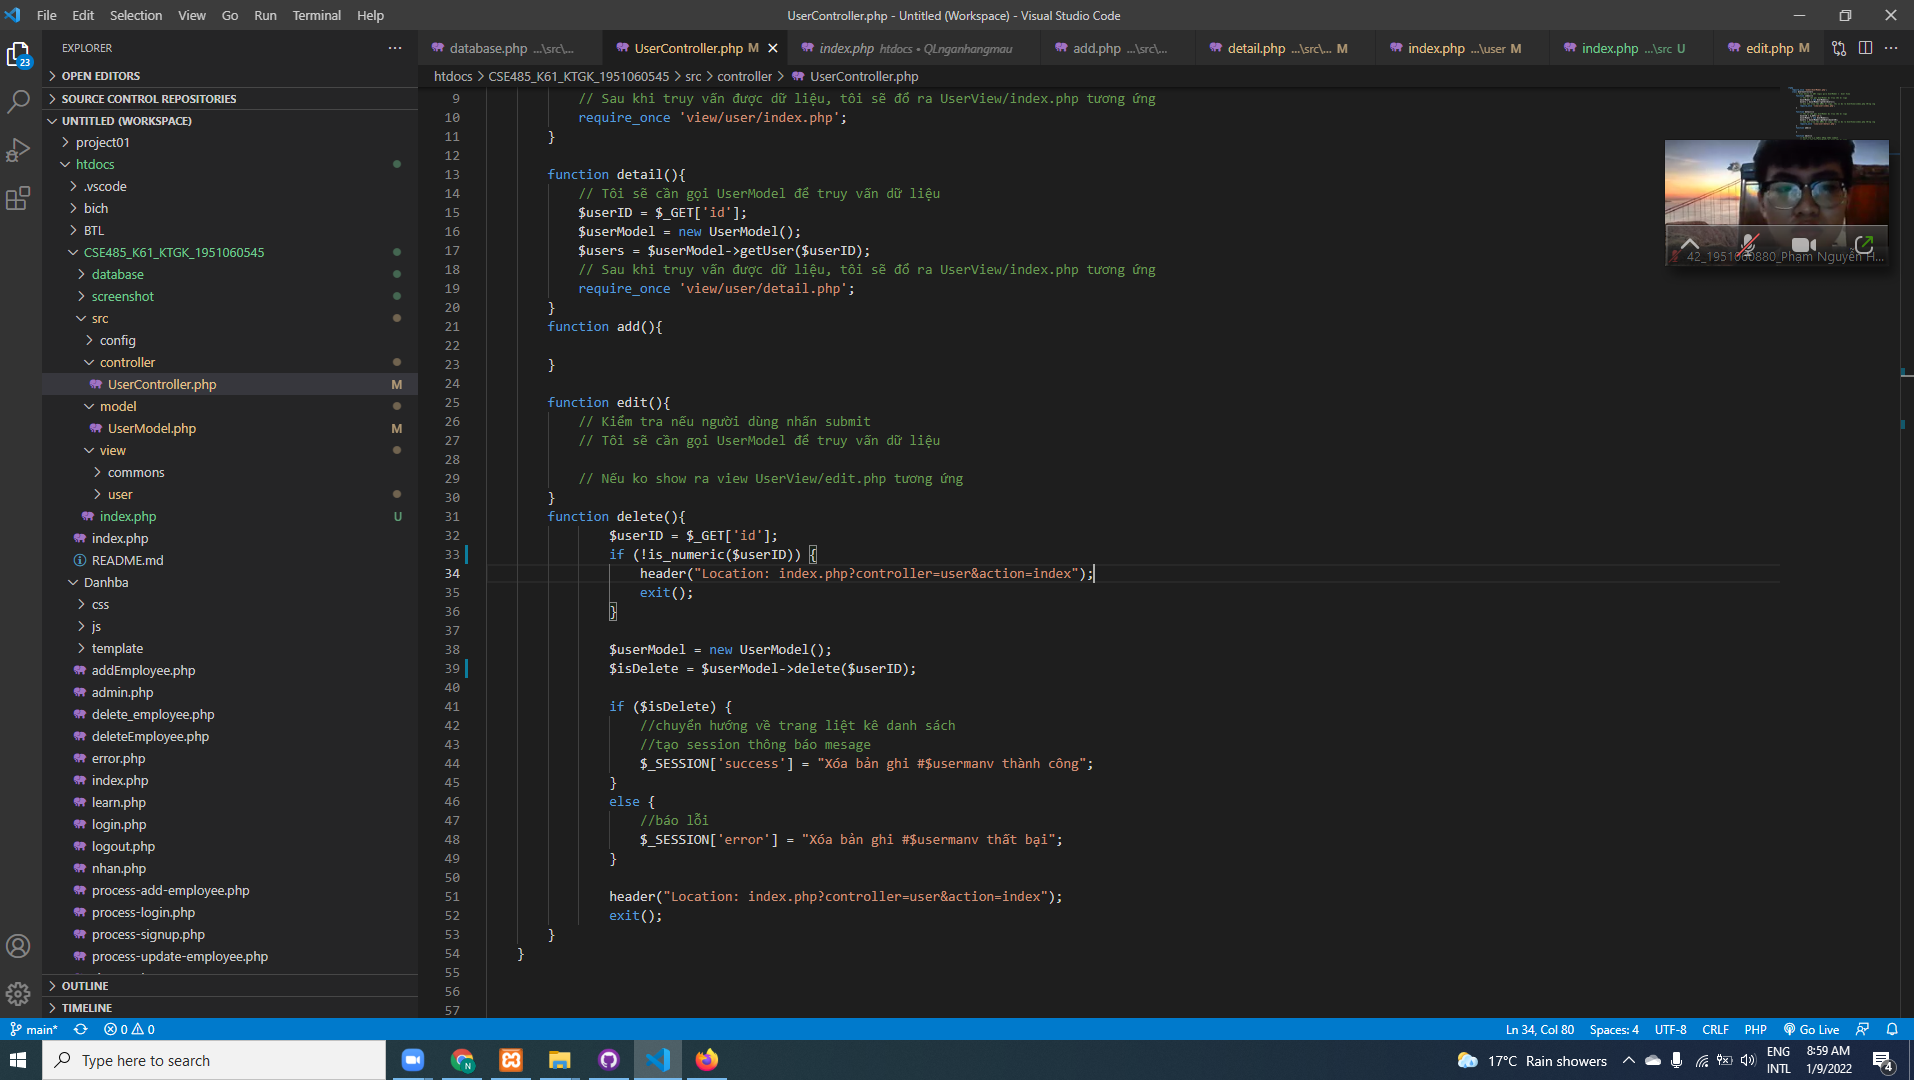 File Edit Selection View Go Run Terminal Help
UserController.php - Untitled (Workspace) - Visual Studio Code
EXPLORER
database.php ...\src\...
UserController.php M
index.php htdocs • QLnganhangmau
add.php ...\src\...
detail.php ...\src\... M
index.php ...\user M
index.php ...\src U
edit.php M
htdocs > CSE485_K61_KTGK_1951060545 > src > controller > UserController.php
23
OPEN EDITORS
SOURCE CONTROL REPOSITORIES
UNTITLED (WORKSPACE)
project01
htdocs
.vscode
bich
BTL
CSE485_K61_KTGK_1951060545
database
screenshot
src
config
controller
UserController.php M
model
UserModel.php M
view
commons
user
index.php U
index.php
README.md
Danhba
css
js
template
addEmployee.php
admin.php
delete_employee.php
deleteEmployee.php
error.php
index.php
learn.php
login.php
logout.php
nhan.php
process-add-employee.php
process-login.php
process-signup.php
process-update-employee.php
OUTLINE
TIMELINE
9 // Sau khi truy vấn được dữ liệu, tôi sẽ đổ ra UserView/index.php tương ứng
10 require_once 'view/user/index.php';
11 }
12
13 function detail(){
14 // Tôi sẽ cần gọi UserModel để truy vấn dữ liệu
15 $userID = $_GET['id'];
16 $userModel = new UserModel();
17 $users = $userModel->getUser($userID);
18 // Sau khi truy vấn được dữ liệu, tôi sẽ đổ ra UserView/index.php tương ứng
19 require_once 'view/user/detail.php';
20 }
21 function add(){
22
23 }
24
25 function edit(){
26 // Kiểm tra nếu người dùng nhấn submit
27 // Tôi sẽ cần gọi UserModel để truy vấn dữ liệu
28
29 // Nếu ko show ra view UserView/edit.php tương ứng
30 }
31 function delete(){
32 $userID = $_GET['id'];
33 if (!is_numeric($userID)) {
34 header("Location: index.php?controller=user&action=index");
35 exit();
36 }
37
38 $userModel = new UserModel();
39 $isDelete = $userModel->delete($userID);
40
41 if ($isDelete) {
42 //chuyển hướng về trang liệt kê danh sách
43 //tạo session thông báo mesage
44 $_SESSION['success'] = "Xóa bản ghi #$usermanv thành công";
45 }
46 else {
47 //báo lỗi
48 $_SESSION['error'] = "Xóa bản ghi #$usermanv thất bại";
49 }
50
51 header("Location: index.php?controller=user&action=index");
52 exit();
53 }
54 }
55
56
57
42_1951060880_Phạm Nguyễn H...
main* 0 0
Ln 34, Col 80 Spaces: 4 UTF-8 CRLF PHP Go Live
Type here to search
17°C Rain showers
ENG
INTL
8:59 AM
1/9/2022
4